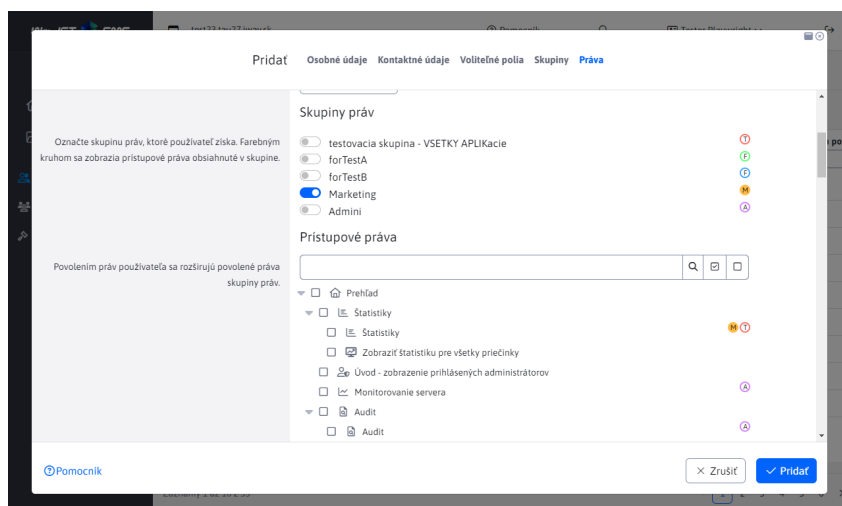 Pridať
Osobné údaje Kontaktné údaje Voliteľné polia Skupiny Práva
Skupiny práv
Označte skupinu práv, ktoré používateľ získa. Farebným
kruhom sa zobrazia prístupové práva obsiahnuté v skupine.
testovacia skupina - VSETKY APLIKacie T
forTestA F
forTestB F
Marketing M
Admini A
Prístupové práva
Povolením práv používateľa sa rozširujú povolené práva
skupiny práv.
Prehľad
Štatistiky
Štatistiky M T
Zobraziť štatistiku pre všetky priečinky
Úvod - zobrazenie prihlásených administrátorov
Monitorovanie servera A
Audit
Audit A
Pomocník
Zrušiť
Pridať